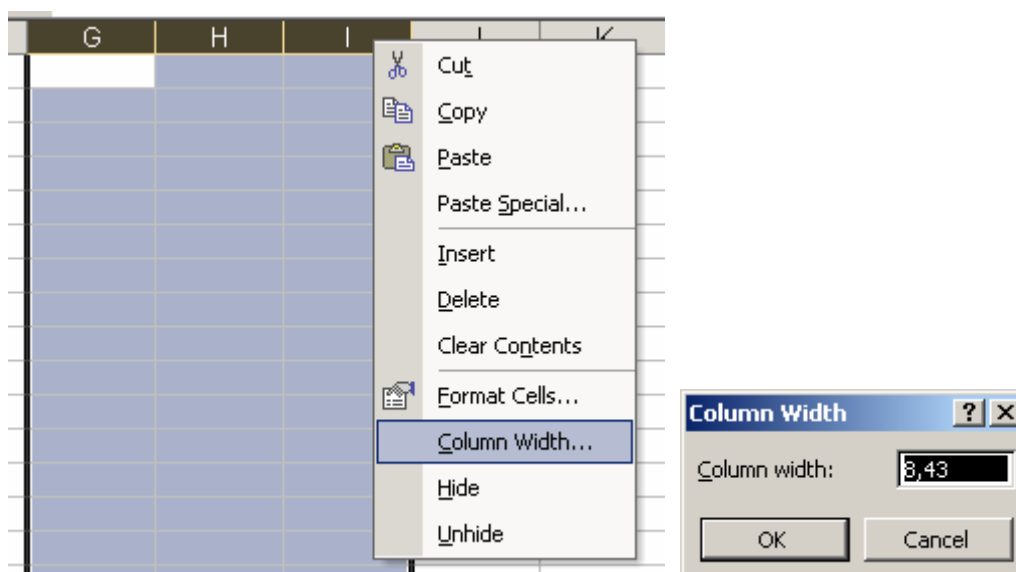 G H I J K
Cut
Copy
Paste
Paste Special...
Insert
Delete
Clear Contents
Format Cells...
Column Width...
Hide
Unhide
Column Width ? X
Column width: 8,43
OK Cancel